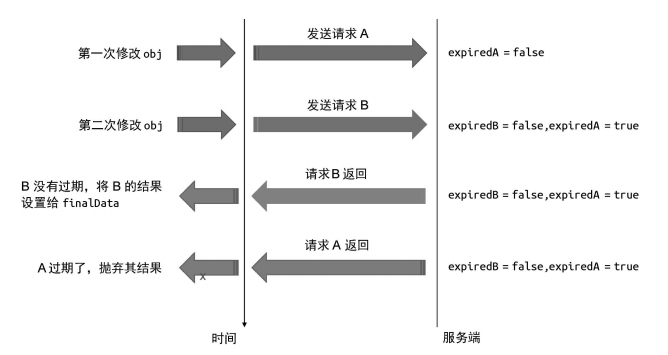 发送请求 A
第一次修改 obj
expiredA = false
发送请求 B
第二次修改 obj
expiredB = false,expiredA = true
请求B 返回
B 没有过期，将 B 的结果
设置给 finalData
expiredB = false,expiredA = true
请求 A 返回
A 过期了，抛弃其结果
x
expiredB = false,expiredA = true
时间
服务端